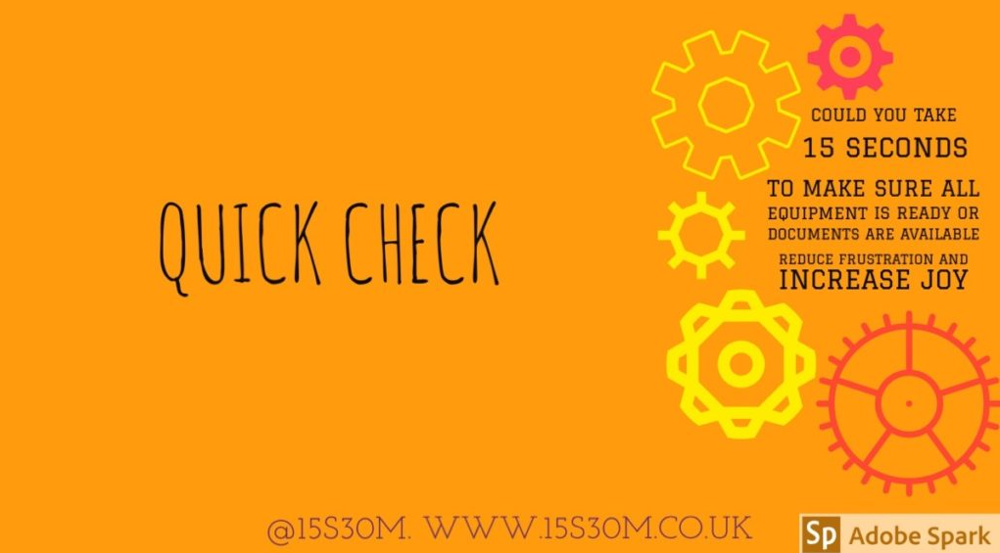 QUICK CHECK
COULD YOU TAKE
15 SECONDS
TO MAKE SURE ALL
EQUIPMENT IS READY OR
DOCUMENTS ARE AVAILABLE
REDUCE FRUSTRATION AND
INCREASE JOY
@15S30M. WWW.15S30M.CO.UK
Sp Adobe Spark